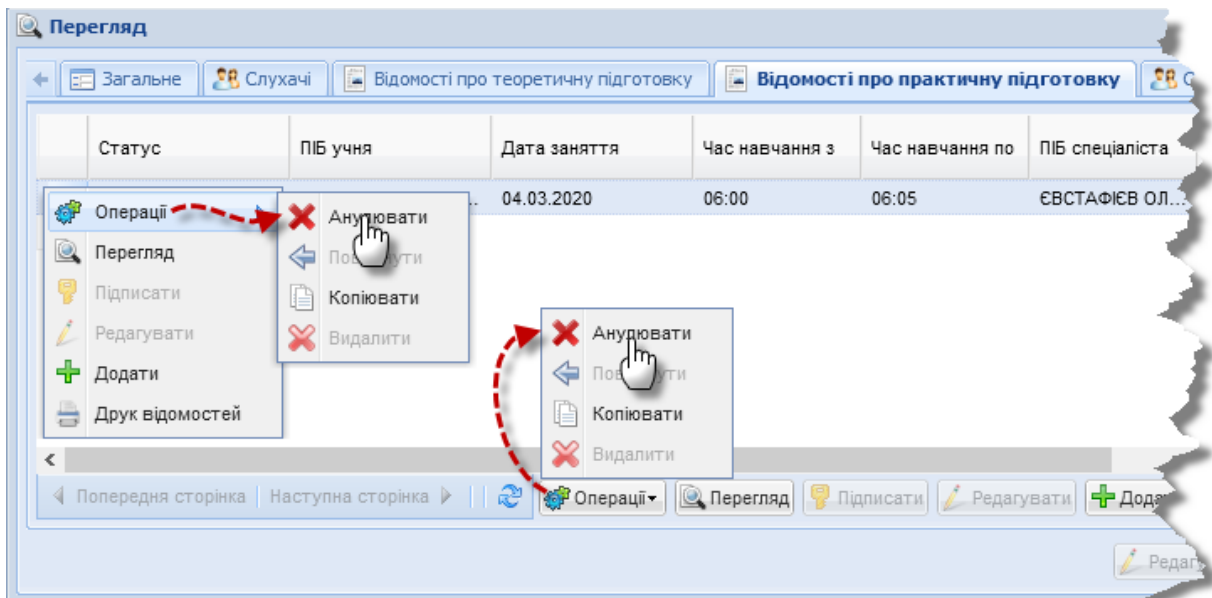 Перегляд
Загальне Слухачі Відомості про теоретичну підготовку Відомості про практичну підготовку
Статус ПІБ учня Дата заняття Час навчання з Час навчання по ПІБ спеціаліста
04.03.2020 06:00 06:05 ЄВСТАФІЄВ ОЛ...
Операції
Перегляд
Підписати
Редагувати
Додати
Друк відомостей
Анулювати
Копіювати
Видалити
Анулювати
Копіювати
Видалити
Попередня сторінка Наступна сторінка Операції Перегляд Підписати Редагувати Дода
Редагу